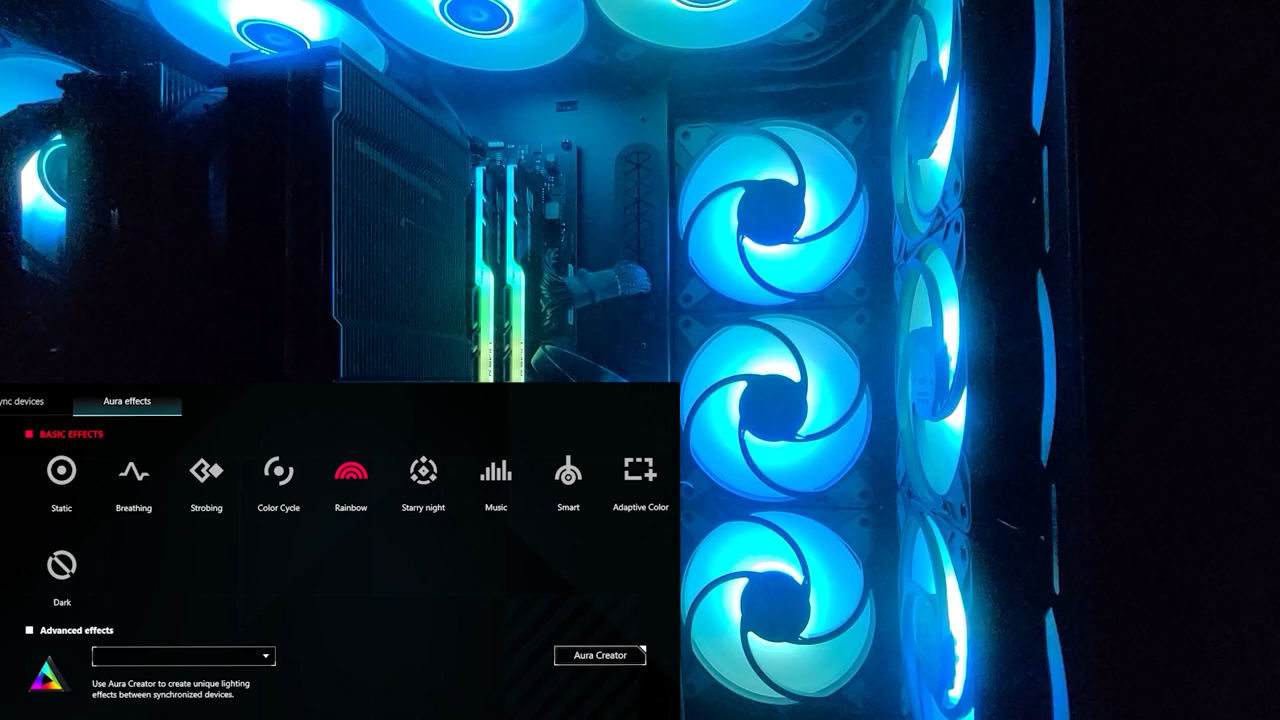 ync devices
Aura effects
BASIC EFFECTS
Static
Breathing
Strobing
Color Cycle
Rainbow
Starry night
Music
Smart
Adaptive Color
Dark
Advanced effects
Aura Creator
Use Aura Creator to create unique lighting
effects between synchronized devices.